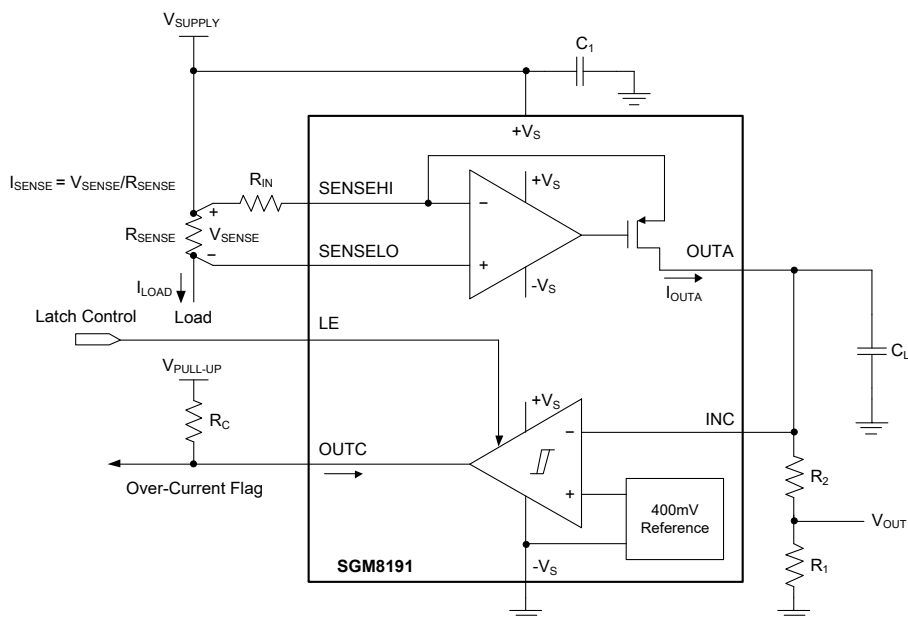 VSUPPLY
C1
+VS
ISENSE = VSENSE/RSENSE
RIN
SENSEHI
+VS
+
−
RSENSE
VSENSE
SENSELO
OUTA
−
+
ILOAD
-VS
IOUTA
Latch Control
Load
LE
CL
VPULL-UP
+VS
INC
RC
−
OUTC
R2
+
Over-Current Flag
400mV
Reference
VOUT
-VS
R1
SGM8191